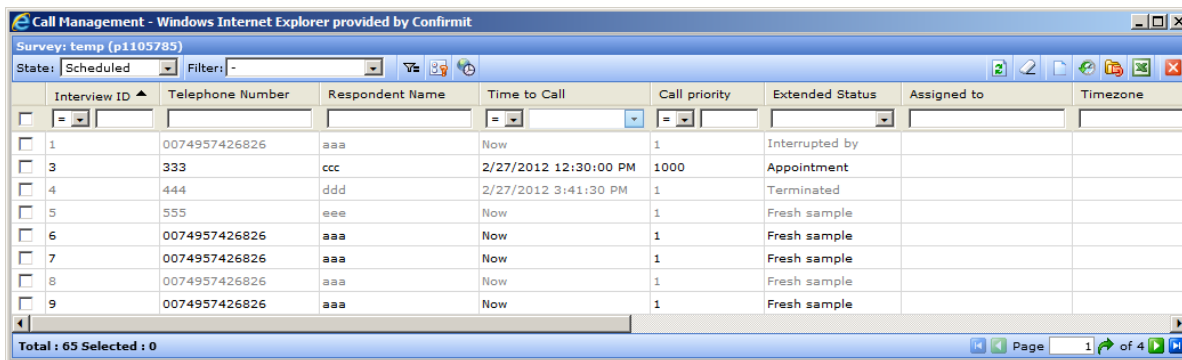 Call Management - Windows Internet Explorer provided by Confirmit
Survey: temp (p1105785)
State: Scheduled Filter: -
Interview ID Telephone Number Respondent Name Time to Call Call priority Extended Status Assigned to Timezone
= = =
1 0074957426826 aaa Now 1 Interrupted by
3 333 ccc 2/27/2012 12:30:00 PM 1000 Appointment
4 444 ddd 2/27/2012 3:41:30 PM 1 Terminated
5 555 eee Now 1 Fresh sample
6 0074957426826 aaa Now 1 Fresh sample
7 0074957426826 aaa Now 1 Fresh sample
8 0074957426826 aaa Now 1 Fresh sample
9 0074957426826 aaa Now 1 Fresh sample
Total : 65 Selected : 0 Page 1 of 4